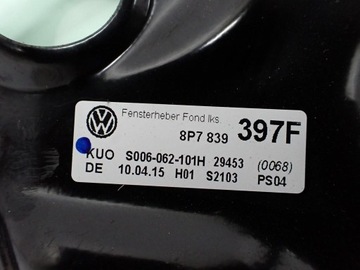 Fensterheber Fond lks.
8P7 839 397F
KUO S006-062-101H 29453 (0068)
DE 10.04.15 H01 S2103 PS04